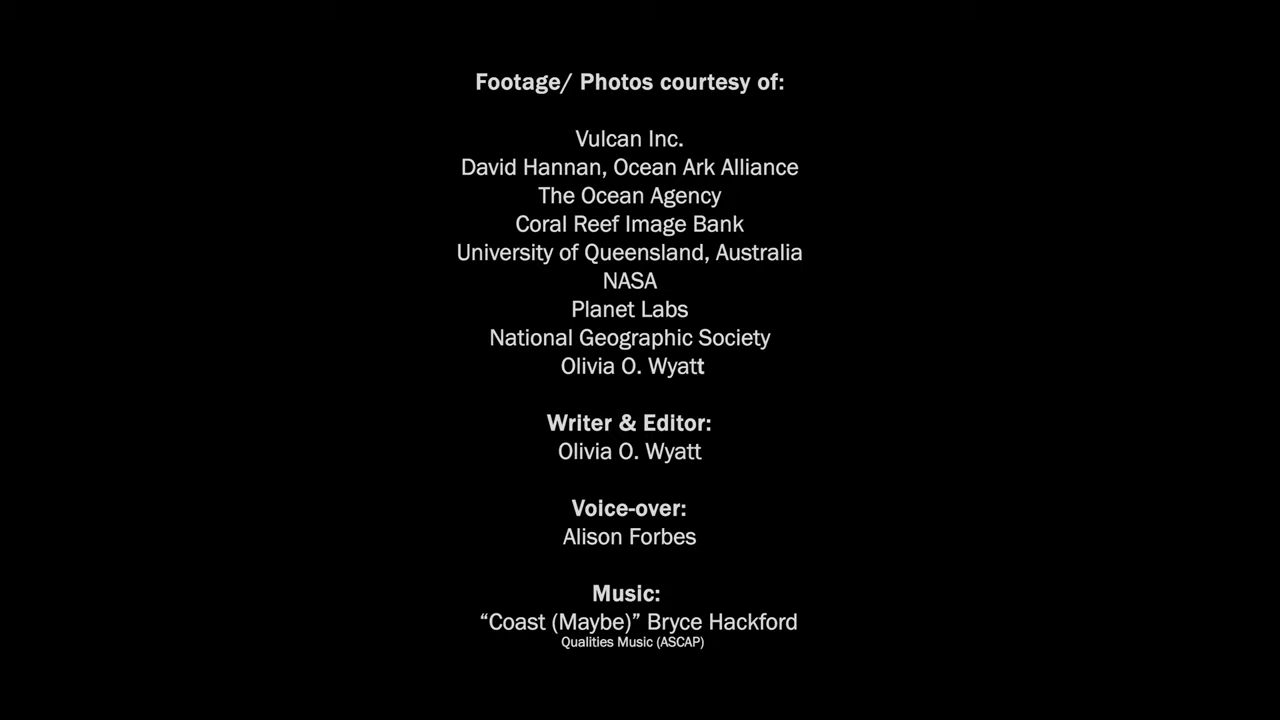 Footage/ Photos courtesy of:
Vulcan Inc.
David Hannan, Ocean Ark Alliance
The Ocean Agency
Coral Reef Image Bank
University of Queensland, Australia
NASA
Planet Labs
National Geographic Society
Olivia O. Wyatt
Writer & Editor:
Olivia O. Wyatt
Voice-over:
Alison Forbes
Music:
“Coast (Maybe)” Bryce Hackford
Qualities Music (ASCAP)